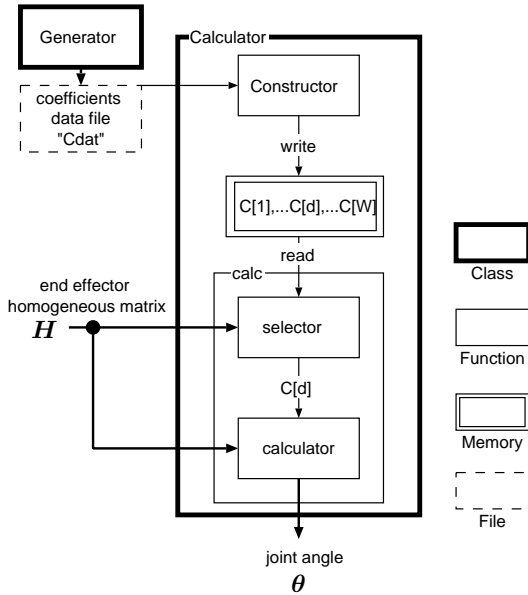 Generator
Calculator
coefficients
data file
"Cdat"
Constructor
write
C[1],...C[d],...C[W]
read
calc
end effector
homogeneous matrix
H
selector
C[d]
calculator
joint angle
θ
Class
Function
Memory
File